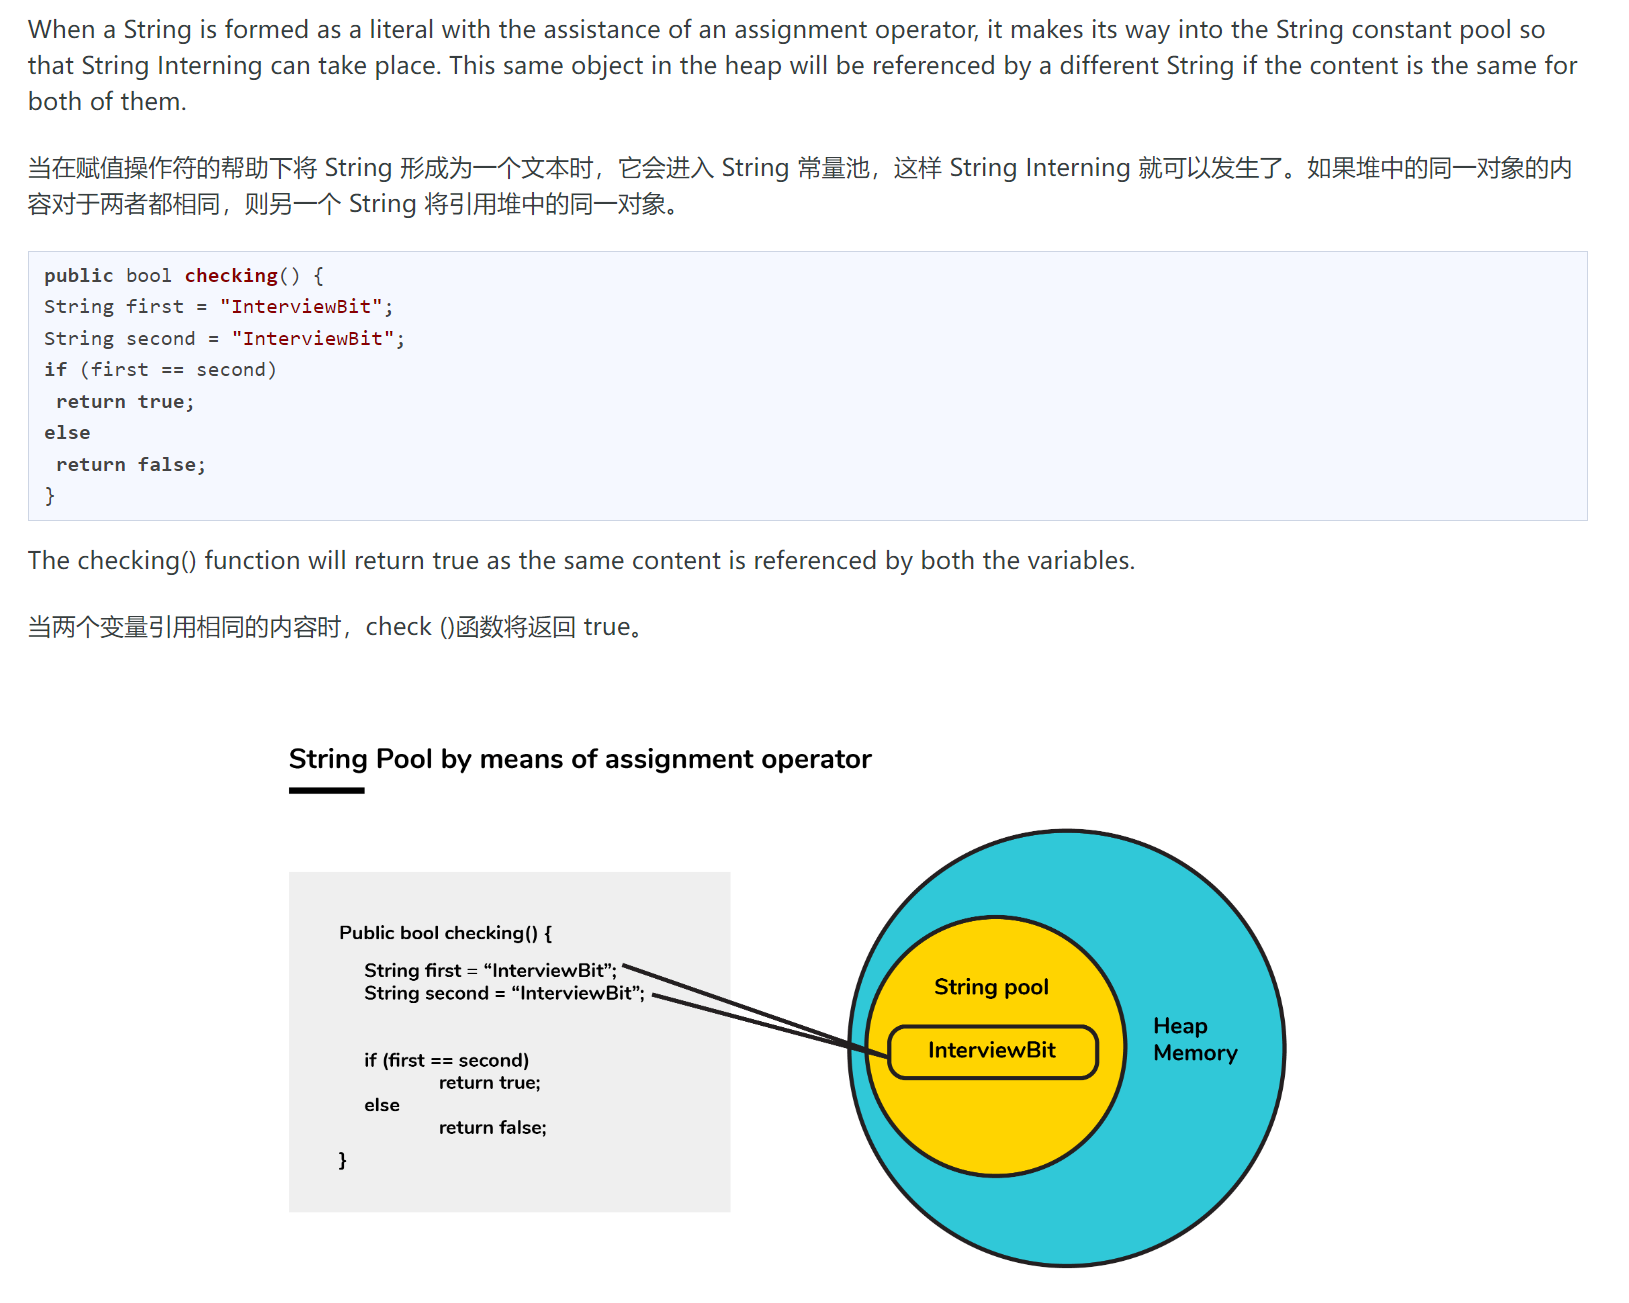 When a String is formed as a literal with the assistance of an assignment operator, it makes its way into the String constant pool so
that String Interning can take place. This same object in the heap will be referenced by a different String if the content is the same for
both of them.
当在赋值操作符的帮助下将 String 形成为一个文本时，它会进入 String 常量池，这样 String Interning 就可以发生了。如果堆中的同一对象的内
容对于两者都相同，则另一个 String 将引用堆中的同一对象。
public bool checking() {
String first = "InterviewBit";
String second = "InterviewBit";
if (first == second)
 return true;
else
 return false;
}
The checking() function will return true as the same content is referenced by both the variables.
当两个变量引用相同的内容时，check ()函数将返回 true。
String Pool by means of assignment operator
Public bool checking() {
String first = “InterviewBit”;
String second = “InterviewBit”;
if (first == second)
return true;
else
return false;
}
String pool
InterviewBit
Heap
Memory